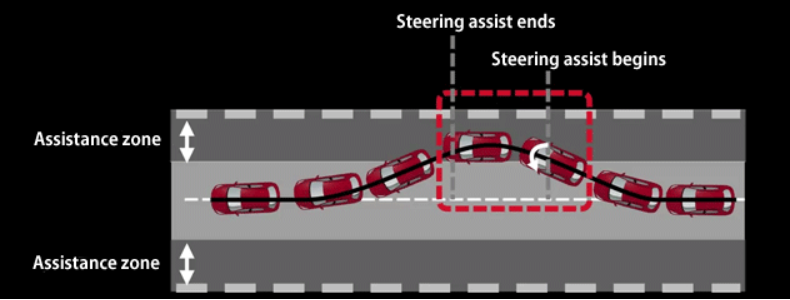 Steering assist ends
Steering assist begins
Assistance zone
Assistance zone